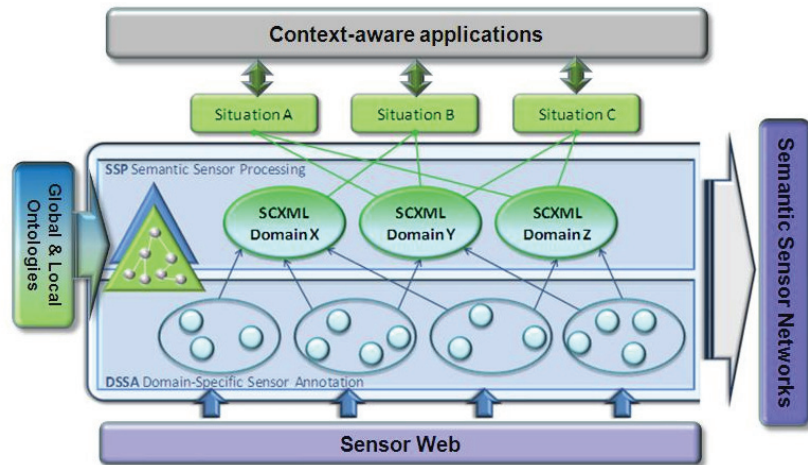 Context-aware applications
Situation A
Situation B
Situation C
SSP Semantic Sensor Processing
Global & Local
Ontologies
SCXML
Domain X
SCXML
Domain Y
SCXML
Domain Z
Semantic Sensor Networks
DSSA Domain-Specific Sensor Annotation
Sensor Web